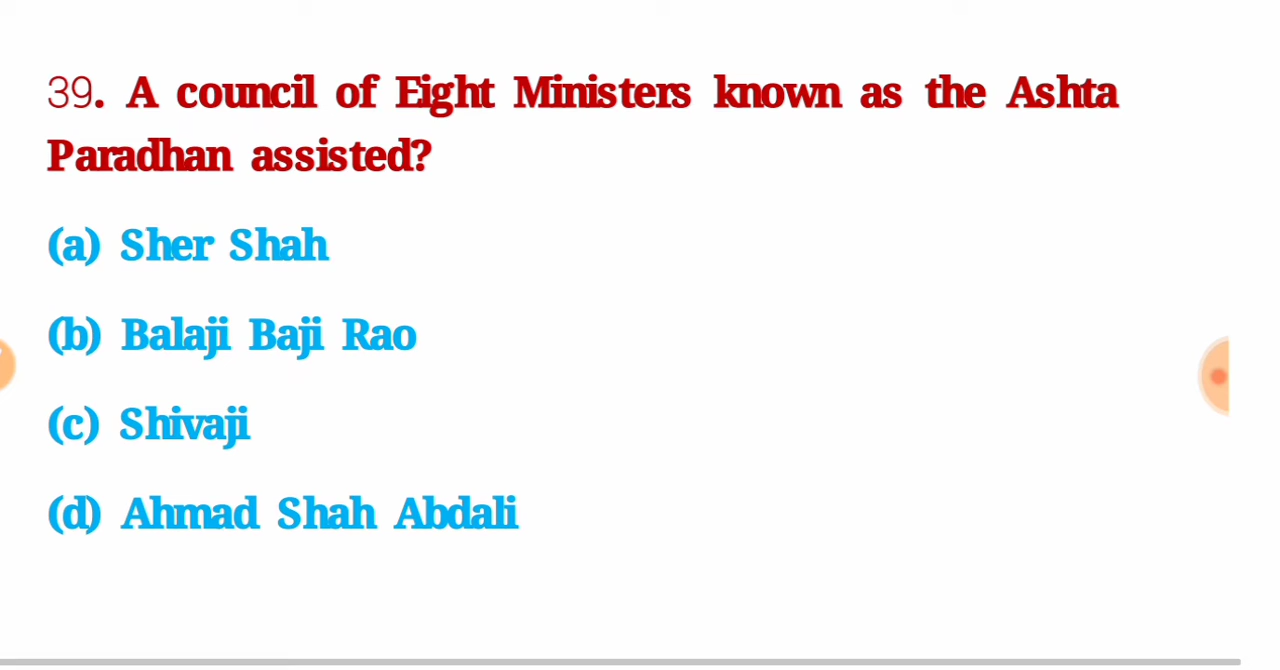 39. A council of Eight Ministers known as the Ashta
Paradhan assisted?
(a) Sher Shah
(b) Balaji Baji Rao
(c) Shivaji
(d) Ahmad Shah Abdali